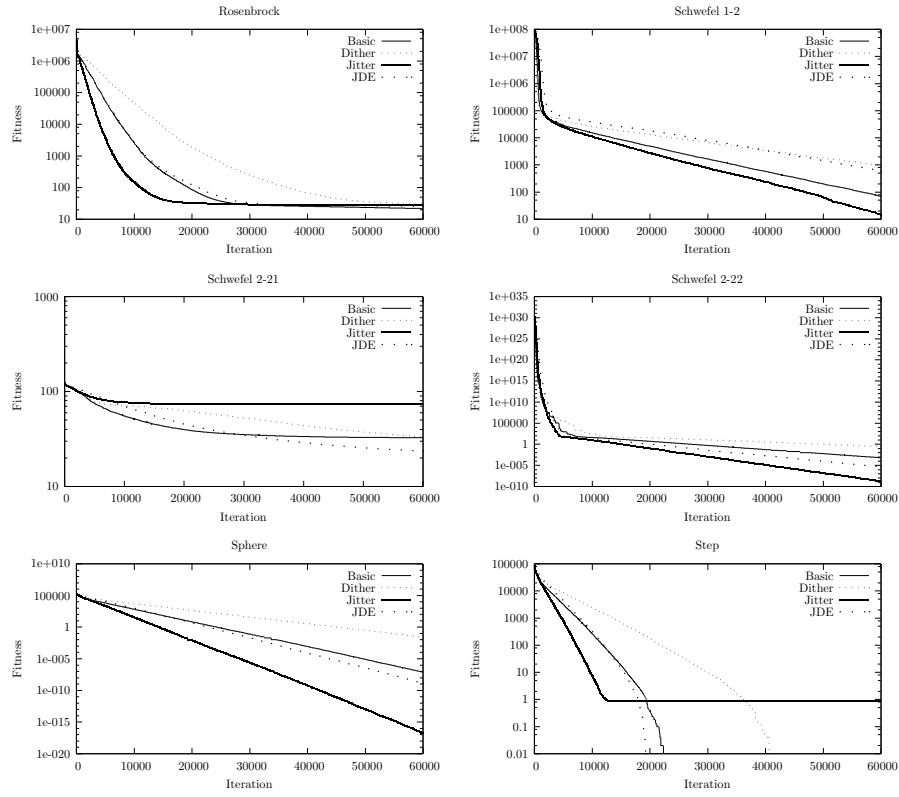 Rosenbrock
1e+007
1e+006
100000
10000
1000
100
10
Fitness
0 10000 20000 30000 40000 50000 60000
Iteration
Basic
Dither
Jitter
JDE
Schwefel 1-2
1e+008
1e+007
1e+006
100000
10000
1000
100
10
Fitness
0 10000 20000 30000 40000 50000 60000
Iteration
Basic
Dither
Jitter
JDE
Schwefel 2-21
1000
100
10
Fitness
0 10000 20000 30000 40000 50000 60000
Iteration
Basic
Dither
Jitter
JDE
Schwefel 2-22
1e+035
1e+030
1e+025
1e+020
1e+015
1e+010
100000
1
1e-005
1e-010
Fitness
0 10000 20000 30000 40000 50000 60000
Iteration
Basic
Dither
Jitter
JDE
Sphere
1e+010
100000
1
1e-005
1e-010
1e-015
1e-020
Fitness
0 10000 20000 30000 40000 50000 60000
Iteration
Basic
Dither
Jitter
JDE
Step
100000
10000
1000
100
10
1
0.1
0.01
Fitness
0 10000 20000 30000 40000 50000 60000
Iteration
Basic
Dither
Jitter
JDE